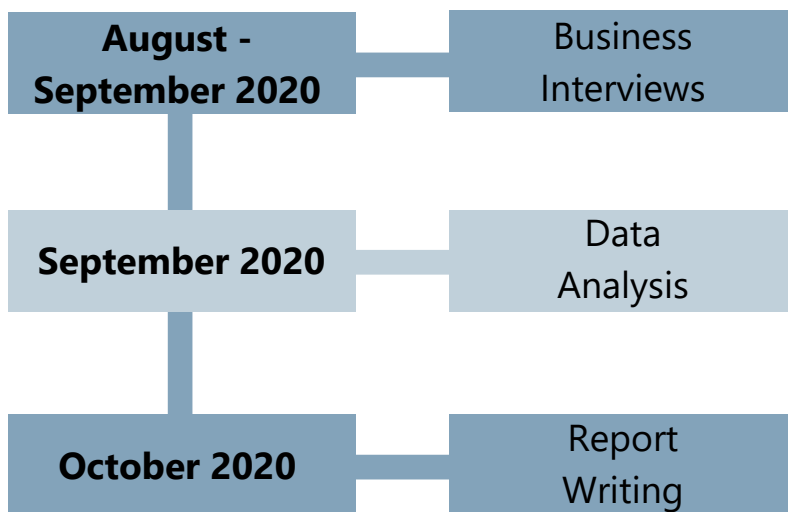 August -
September 2020
Business
Interviews
September 2020
Data
Analysis
October 2020
Report
Writing